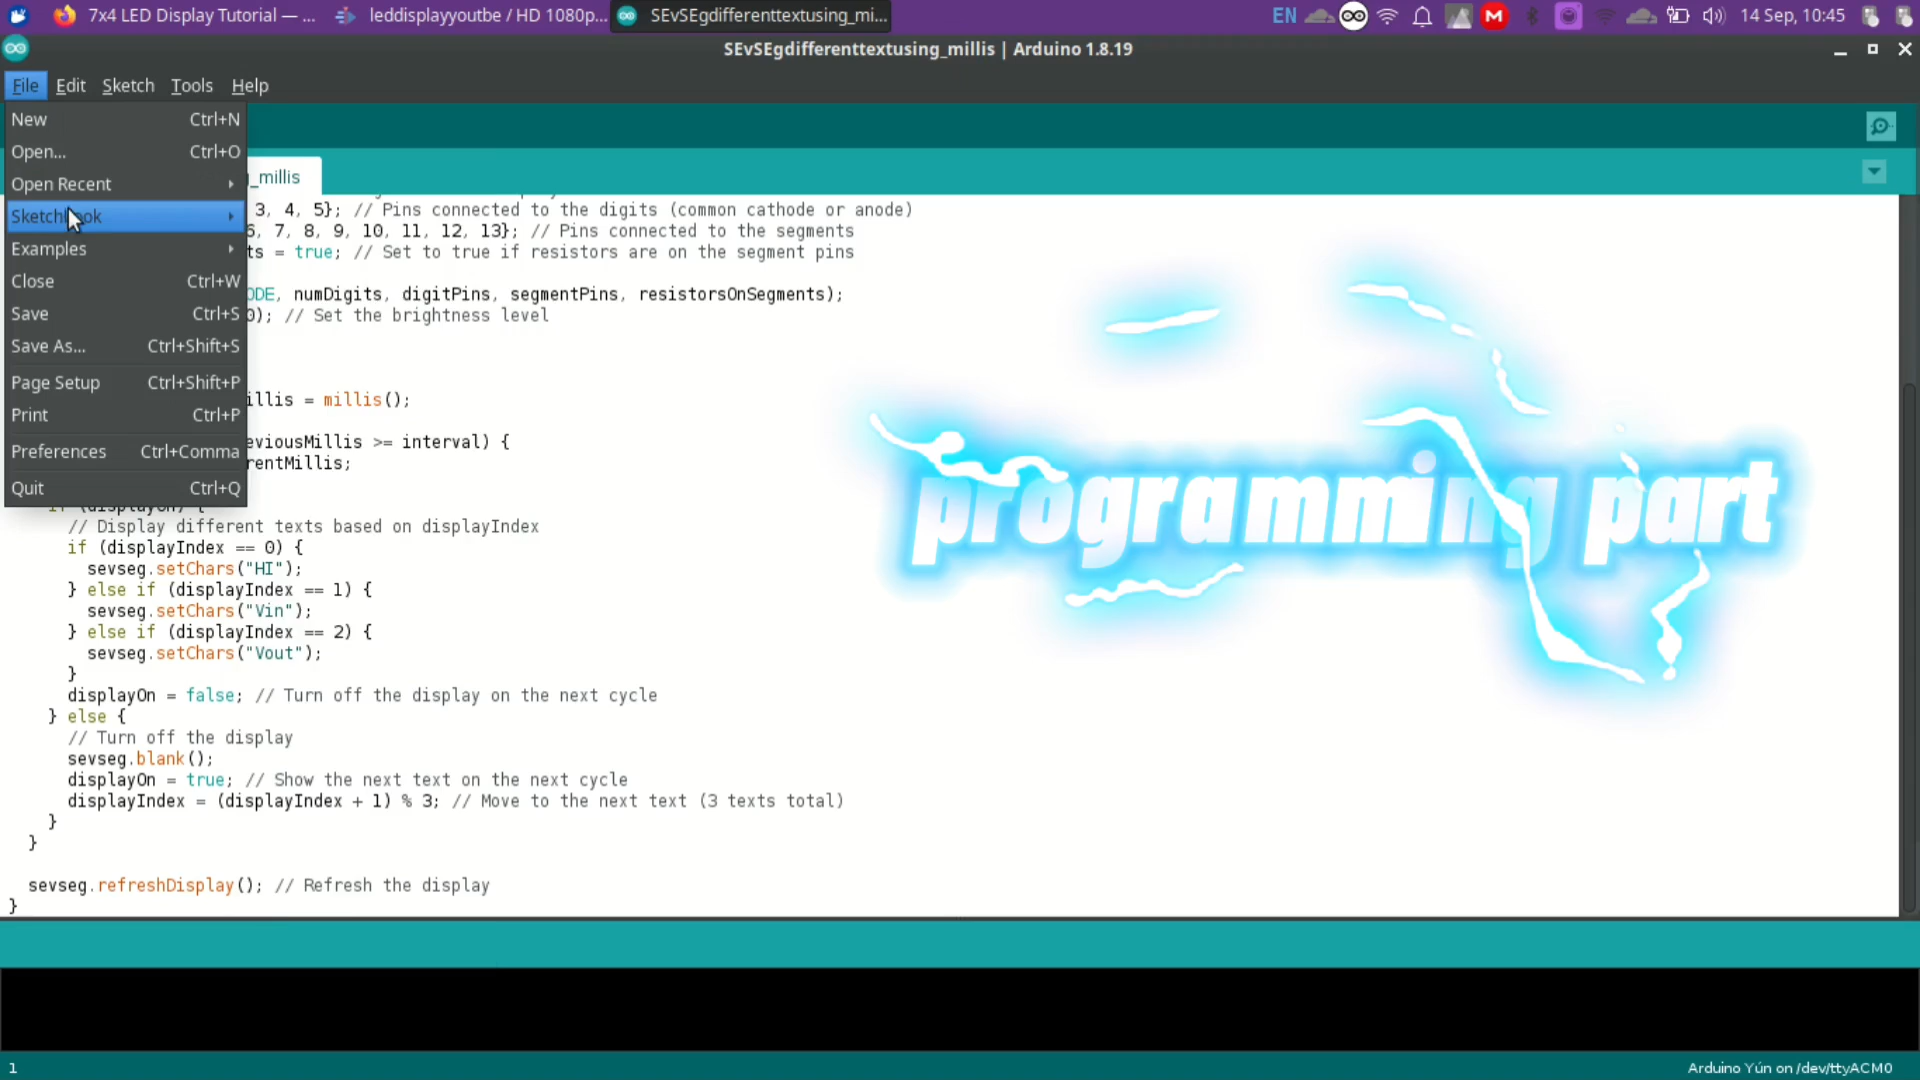 7x4 LED Display Tutorial — ...
leddisplayyoutbe / HD 1080p...
SEvSEgdifferenttextusing_mi...
EN
14 Sep, 10:45
SEvSEgdifferenttextusing_millis | Arduino 1.8.19
File Edit Sketch Tools Help
New Ctrl+N
Open... Ctrl+O
Open Recent
Sketchbook
Examples
Close Ctrl+W
Save Ctrl+S
Save As... Ctrl+Shift+S
Page Setup Ctrl+Shift+P
Print Ctrl+P
Preferences Ctrl+Comma
Quit Ctrl+Q
_millis
3, 4, 5}; // Pins connected to the digits (common cathode or anode)
6, 7, 8, 9, 10, 11, 12, 13}; // Pins connected to the segments
ts = true; // Set to true if resistors are on the segment pins
ODE, numDigits, digitPins, segmentPins, resistorsOnSegments);
0); // Set the brightness level
illis = millis();
eviousMillis >= interval) {
rentMillis;
if (displayOn) {
// Display different texts based on displayIndex
if (displayIndex == 0) {
sevseg.setChars("HI");
} else if (displayIndex == 1) {
sevseg.setChars("Vin");
} else if (displayIndex == 2) {
sevseg.setChars("Vout");
}
displayOn = false; // Turn off the display on the next cycle
} else {
// Turn off the display
sevseg.blank();
displayOn = true; // Show the next text on the next cycle
displayIndex = (displayIndex + 1) % 3; // Move to the next text (3 texts total)
}
}
sevseg.refreshDisplay(); // Refresh the display
}
programming part
1
Arduino Yún on /dev/ttyACM0